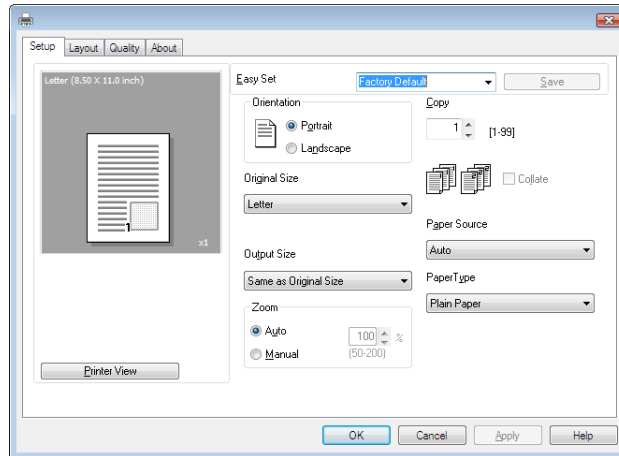 Setup
Layout
Quality
About
Letter (8.50 X 11.0 inch)
1
x1
Printer View
Easy Set
Factory Default
Save
Orientation
Portrait
Landscape
Original Size
Letter
Output Size
Same as Original Size
Zoom
Auto
Manual
100 %
(50-200)
Copy
1 [1-99]
Collate
Paper Source
Auto
PaperType
Plain Paper
OK
Cancel
Apply
Help